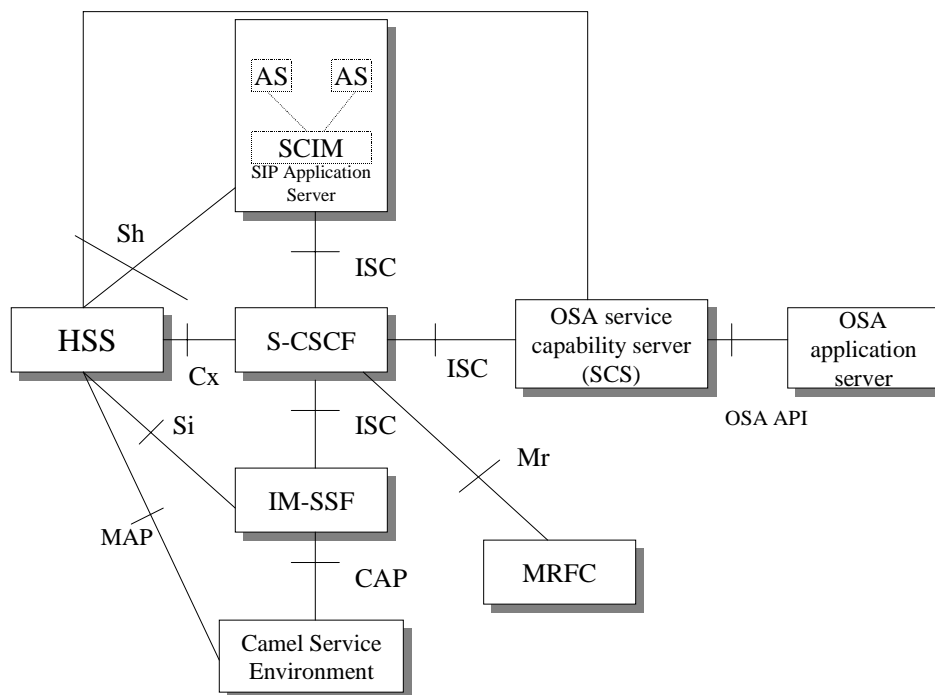 AS AS
SCIM
SIP Application
Server
Sh
ISC
HSS
S-CSCF
OSA service
capability server
(SCS)
OSA
application
server
Cx
ISC
OSA API
Si
ISC
Mr
IM-SSF
MAP
CAP
MRFC
Camel Service
Environment